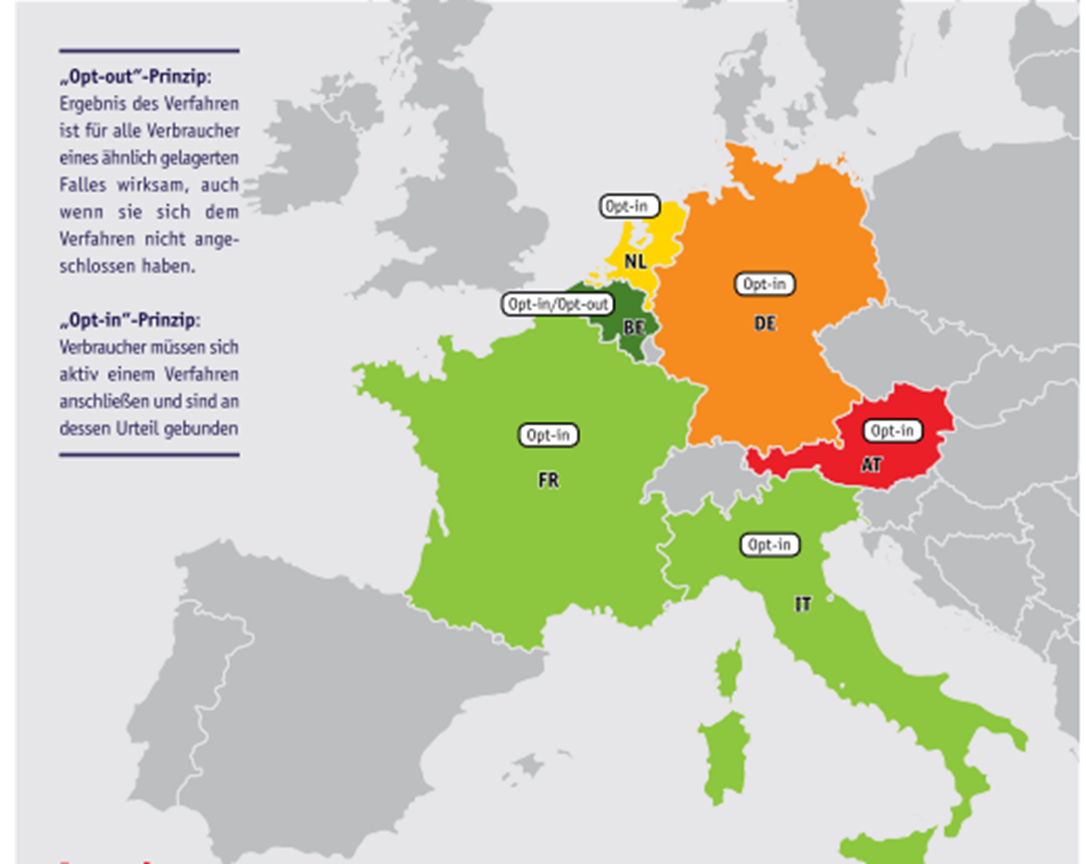 „Opt-out“-Prinzip:
Ergebnis des Verfahren
ist für alle Verbraucher
eines ähnlich gelagerten
Falles wirksam, auch
wenn sie sich dem
Verfahren nicht ange-
schlossen haben.
„Opt-in“-Prinzip:
Verbraucher müssen sich
aktiv einem Verfahren
anschließen und sind an
dessen Urteil gebunden
Opt-in
NL
Opt-in/Opt-out
BE
Opt-in
DE
Opt-in
FR
Opt-in
AT
Opt-in
IT